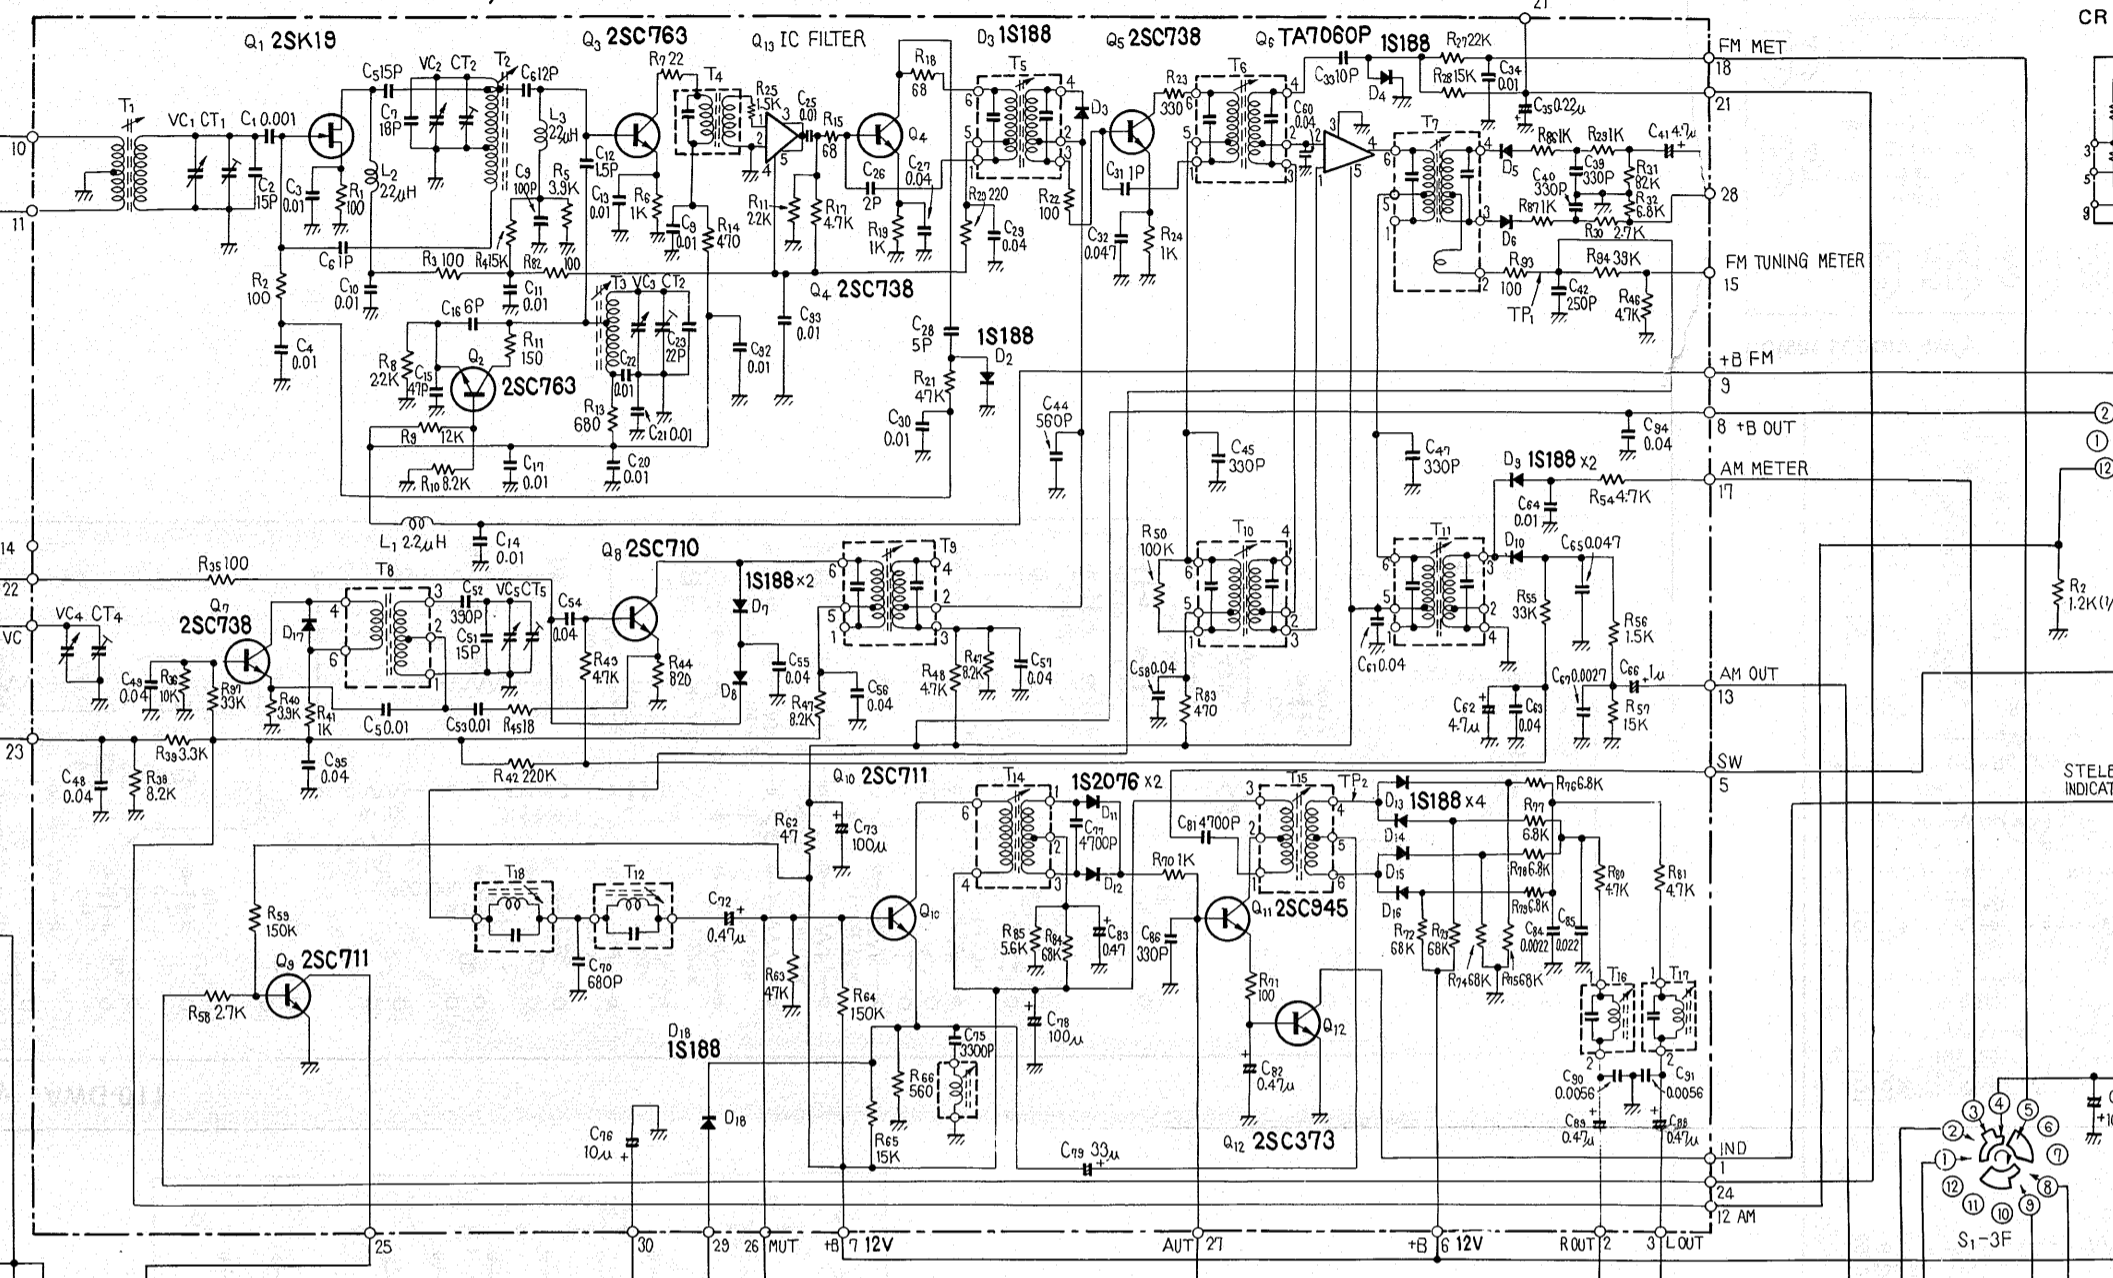 Q1 2SK19
Q3 2SC763
Q13 IC FILTER
D3 1S188
Q5 2SC738
Q6 TA7060P
1S188
R27 22K
R28 15K
C34 0.01
C33 10P
D4
C35 0.22μ
21
FM MET
18
21
CR
T1
VC1 CT1
C1 0.001
C2 15P
C3 0.01
R1 100
C5 15P
C7 18P
VC2 CT2
T2
C6 12P
L3 22μH
L2 22μH
C9 100P
R5 3.9K
C12 1.5P
R7 22
T4
R25 1.5K
C25 0.01
R15 68
R18 68
Q4
C26 2P
C27 0.04
T5
D3
R23 330
T6
C60 0.04
T7
D5
R29 1K
C41 4.7μ
C39 330P
R31 82K
C40 330P
R32 6.8K
R87 1K
R30 2.7K
D6
28
10
11
C13 0.01
R6 1K
C9 0.01
R14 470
R11 22K
R17 4.7K
R19 1K
R20 220
C29 0.04
R22 100
C31 1P
C32 0.047
R24 1K
R93 100
R94 39K
FM TUNING METER
15
TP1
C42 250P
R46 4.7K
C6 1P
R2 100
R3 100
R4 15K
R82 100
C10 0.01
C11 0.01
C4 0.01
T3 VC3 CT2
Q4 2SC738
C16 6P
R11 150
R8 22K
C15 47P
Q2 2SC763
C22 0.01
C23 22P
C92 0.01
C93 0.01
C28 5P
1S188
D2
R21 47K
C30 0.01
R13 680
C21 0.01
R9 12K
R10 8.2K
C17 0.01
C20 0.01
+B FM
9
8 +B OUT
C94 0.04
C44 560P
C45 330P
C47 330P
D9 1S188 ×2
AM METER
17
C64 0.01
R54 4.7K
L1 2.2μH
C14 0.01
Q8 2SC710
T9
R50 100K
T10
T11
D10
C65 0.047
14
22
VC
R35 100
T8
C52 390P
VC5 CT5
C51 15P
C54 0.04
1S188 ×2
D7
D8
VC4 CT4
Q7 2SC738
D17
R43 4.7K
R44 820
C55 0.04
C56 0.04
R47 8.2K
R48 4.7K
R47 8.2K
C57 0.04
C58 0.04
R83 470
C61 0.04
R55 33K
R56 1.5K
C67 0.0027
C66 1μ
R57 15K
C62 4.7μ
C63 0.04
AM OUT
13
R2 1.2K
C49 0.04
R36 10K
R97 33K
R40 3.9K
R41 1K
C5 0.01
C53 0.01
R45 18
23
R39 3.3K
C48 0.04
R38 8.2K
C95 0.04
R42 220K
Q10 2SC711
T14
1S2076 ×2
T15
TP2
D13 1S188 ×4
R76 6.8K
R77 6.8K
SW
5
STELE
INDICAT
R62 47
C73 100μ
D11
C77 4700P
D12
R70 1K
C81 4700P
D14
D15
D16
R78 6.8K
R79 6.8K
R80 4.7K
R81 4.7K
T18
T12
C72 0.47μ
C70 680P
Q10
R85 5.6K
R84 68K
C83 0.47
C86 330P
Q11 2SC945
R72 68K
R73 68K
R74 68K
R75 68K
C84 0.0022
C85 0.022
R59 150K
Q9 2SC711
R58 2.7K
R63 47K
R64 150K
C78 100μ
R71 100
Q12
C82 0.47μ
T16
T17
D18 1S188
D18
C75 3300P
R66 560
R65 15K
C76 10μ
C79 33μ
Q12 2SC373
C90 0.0056
C91 0.0056
C89 0.47μ
C88 0.47μ
IND
1
24
12 AM
S1-3F
25
30
29
26 MUT
+B 7 12V
AUT 27
+B 6 12V
ROUT 2
3 L OUT